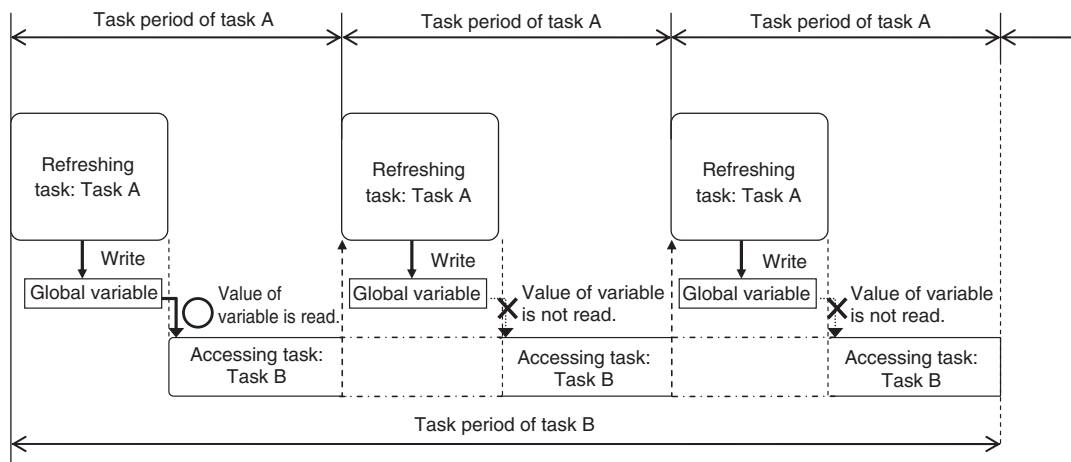 Task period of task A
Task period of task A
Task period of task A
Refreshing
task: Task A
Refreshing
task: Task A
Refreshing
task: Task A
Write
Write
Write
Global variable
Value of
variable is read.
Global variable
Value of variable
is not read.
Global variable
Value of variable
is not read.
Accessing task:
Task B
Accessing task:
Task B
Accessing task:
Task B
Task period of task B